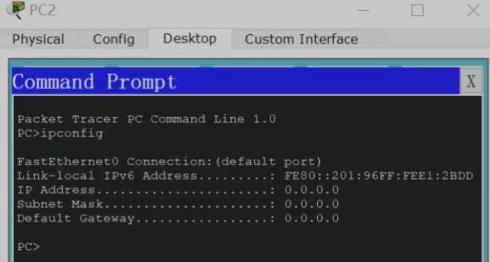 PC2
Physical Config Desktop Custom Interface
Command Prompt
X
Packet Tracer PC Command Line 1.0
PC>ipconfig
FastEthernet0 Connection:(default port)
Link-local IPv6 Address.........: FE80::201:96FF:FEE1:2BDD
IP Address......................: 0.0.0.0
Subnet Mask.....................: 0.0.0.0
Default Gateway.................: 0.0.0.0
PC>